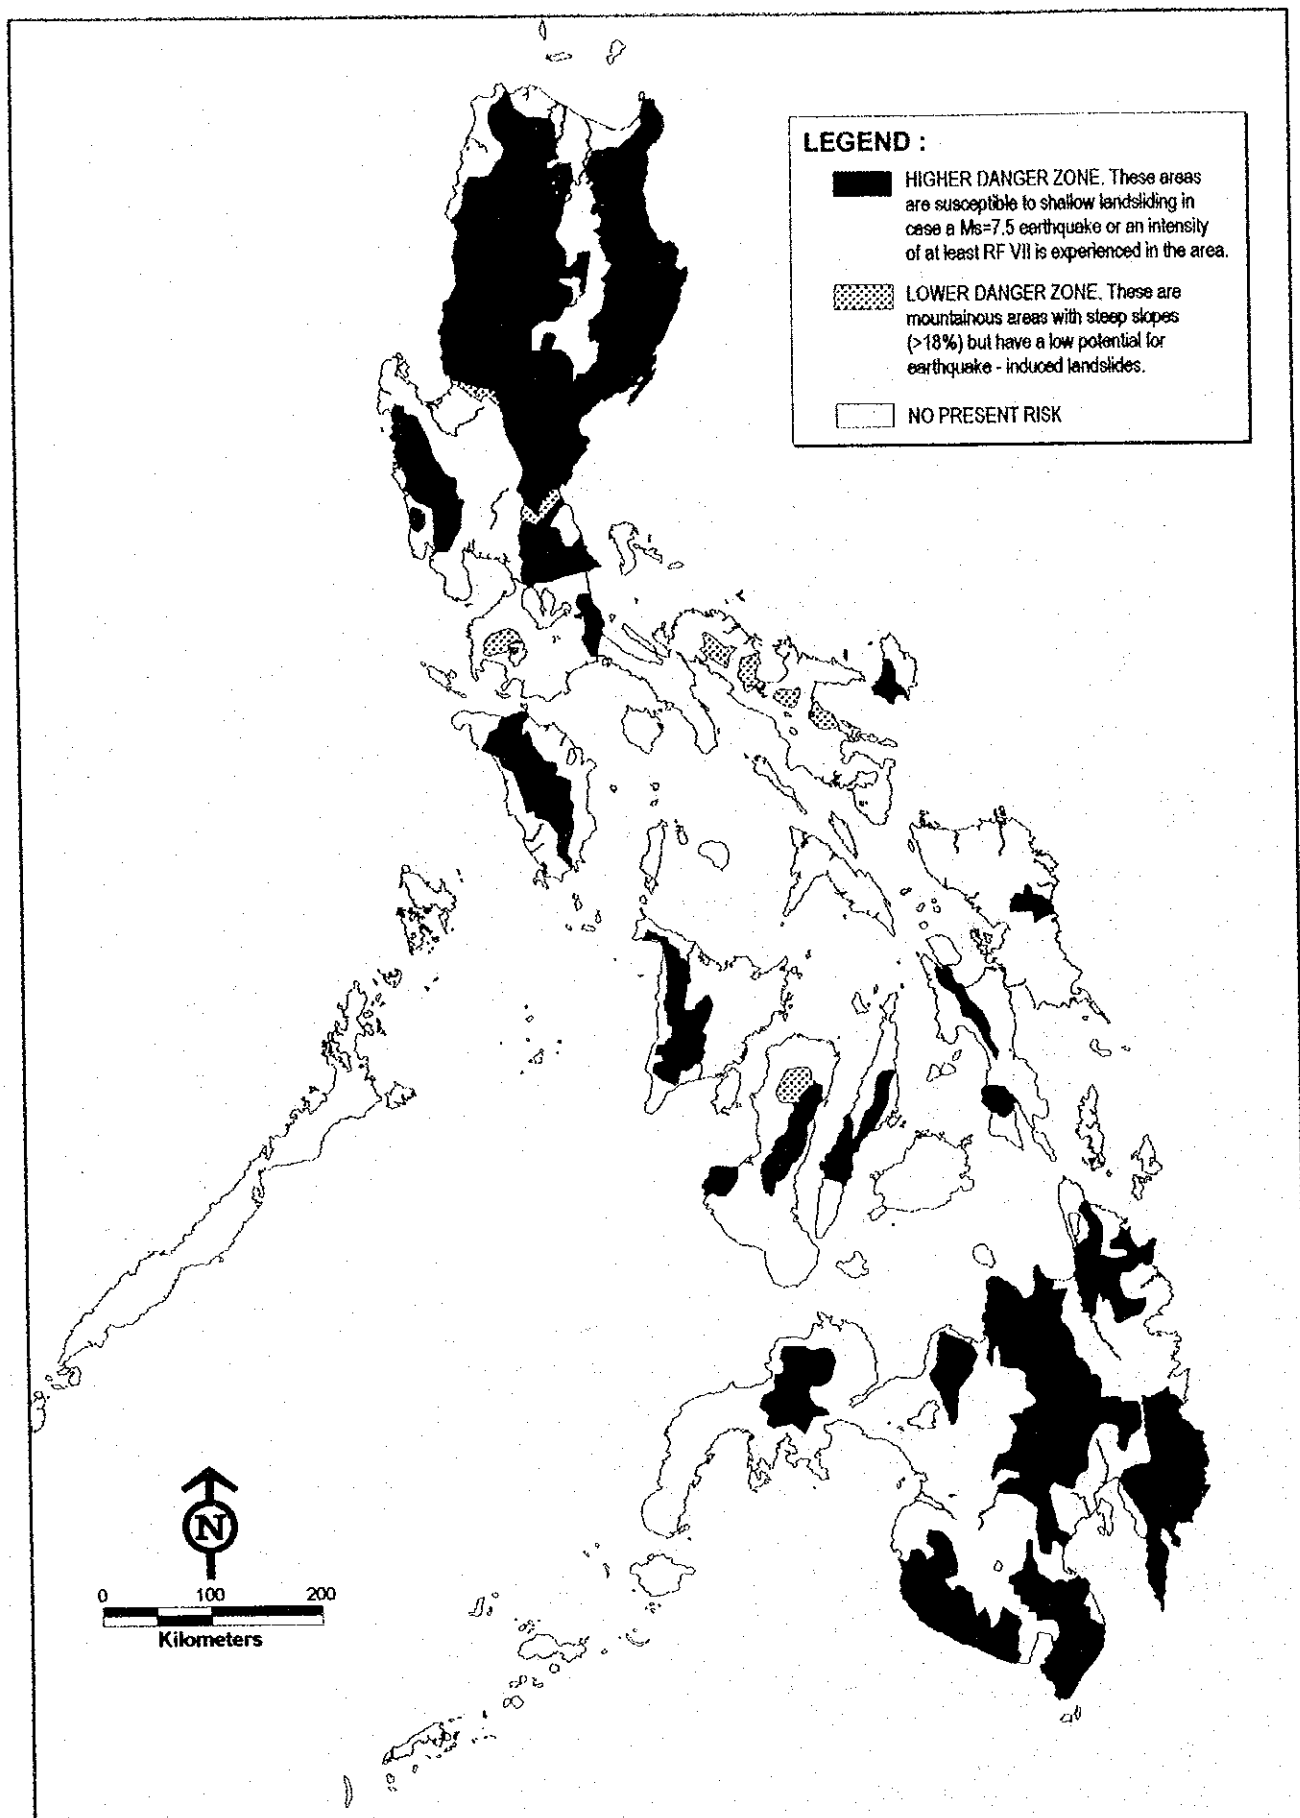 LEGEND :
HIGHER DANGER ZONE. These areas
are susceptible to shallow landsliding in
case a Ms=7.5 earthquake or an intensity
of at least RF VII is experienced in the area.
LOWER DANGER ZONE. These are
mountainous areas with steep slopes
(>18%) but have a low potential for
earthquake - induced landslides.
NO PRESENT RISK
N
0 100 200
Kilometers